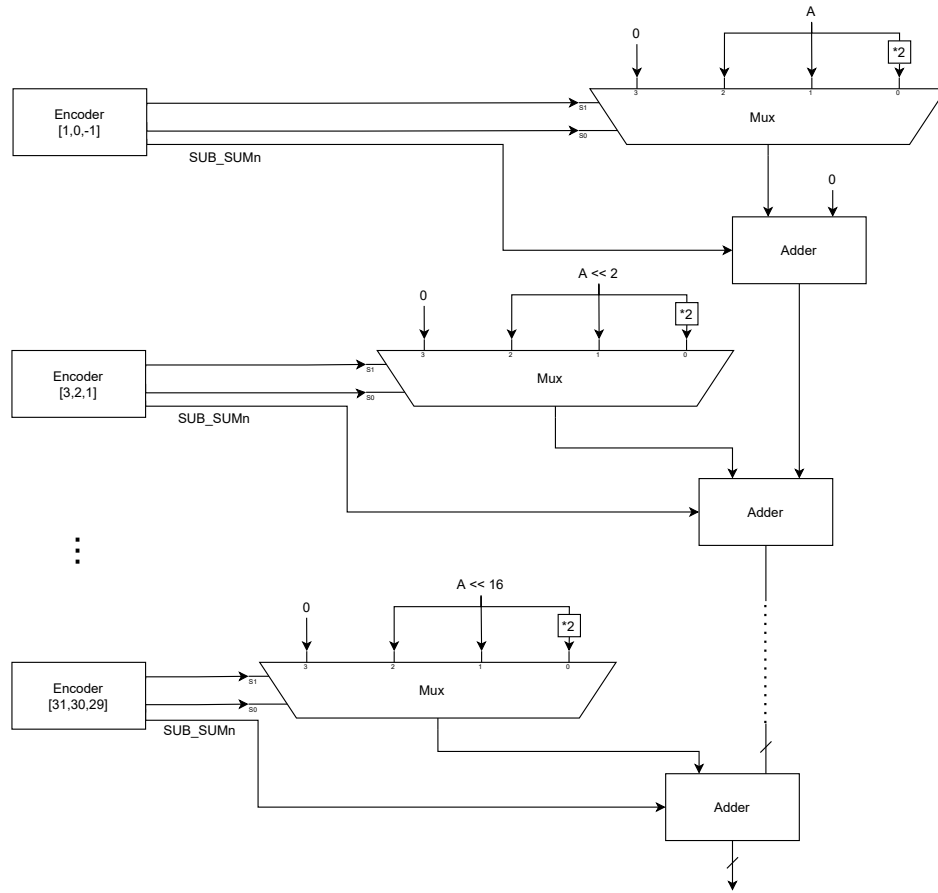 A
0
*2
3
2
1
0
Encoder
[1,0,-1]
S1
Mux
S0
SUB_SUMn
0
Adder
A << 2
0
*2
3
2
1
0
Encoder
[3,2,1]
S1
Mux
S0
SUB_SUMn
Adder
A << 16
0
*2
3
2
1
0
Encoder
[31,30,29]
S1
Mux
S0
SUB_SUMn
Adder